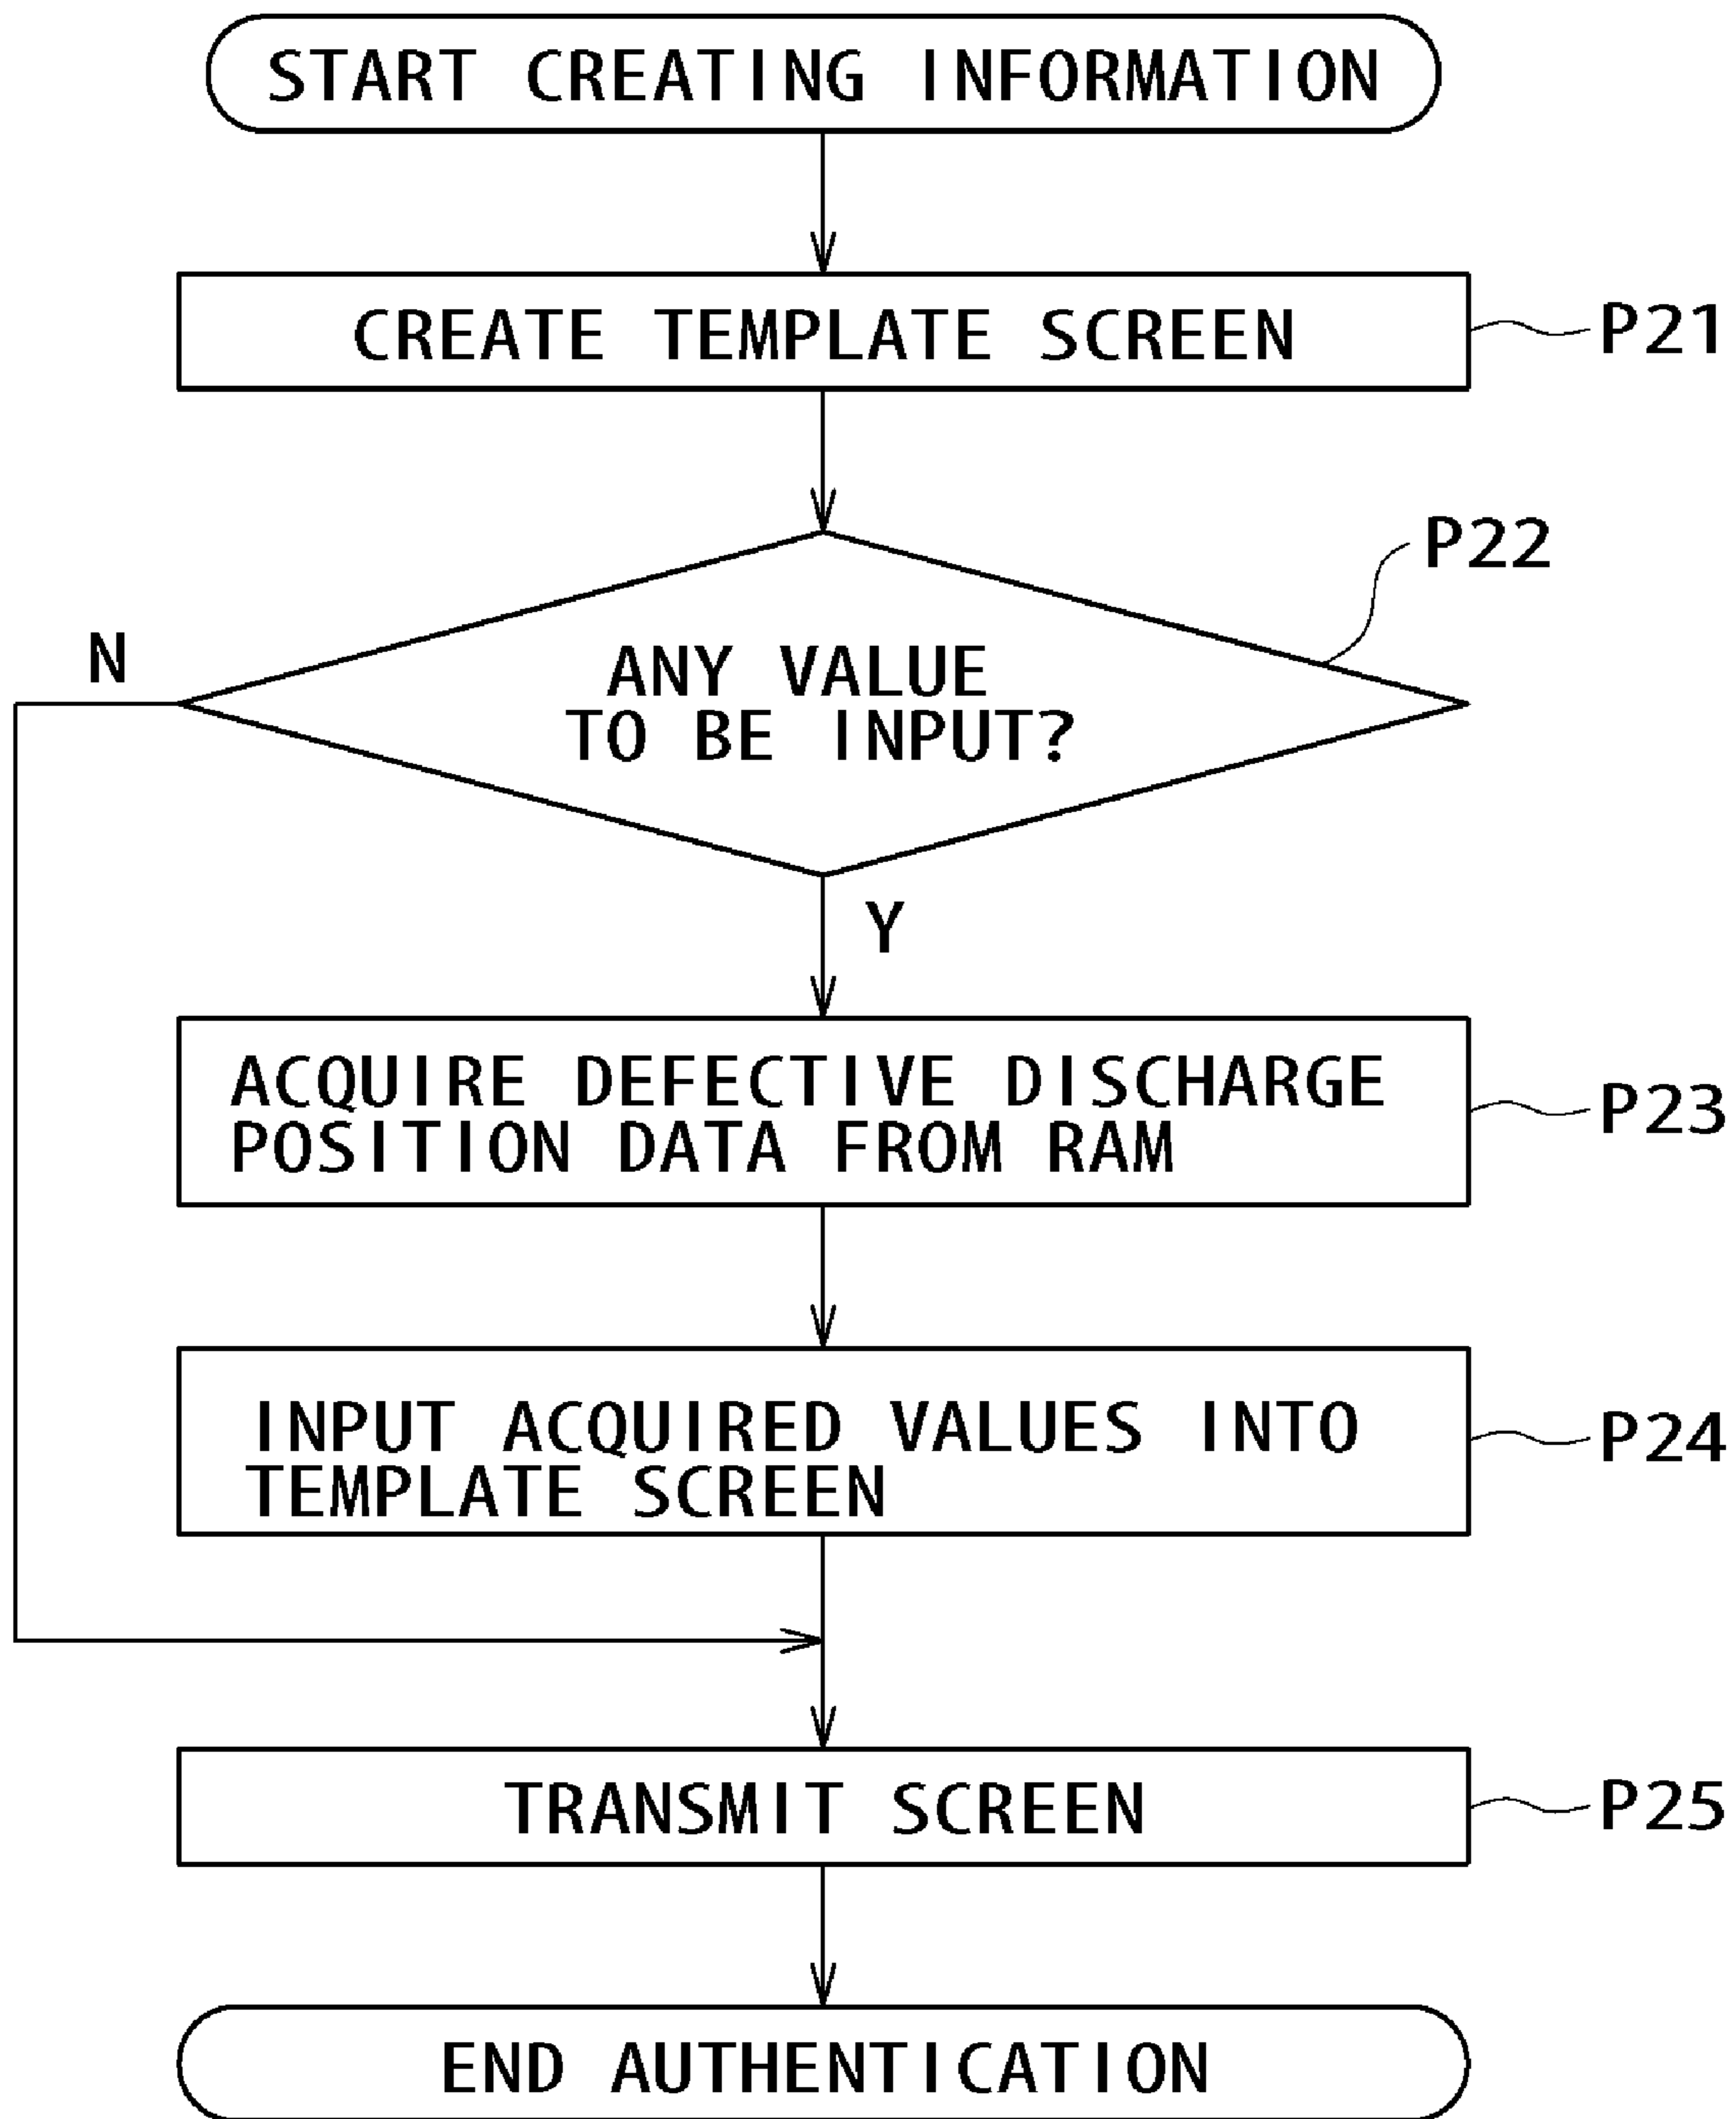 START CREATING INFORMATION
CREATE TEMPLATE SCREEN
P21
P22
N
ANY VALUE
TO BE INPUT?
Y
ACQUIRE DEFECTIVE DISCHARGE
POSITION DATA FROM RAM
P23
INPUT ACQUIRED VALUES INTO
TEMPLATE SCREEN
P24
TRANSMIT SCREEN
P25
END AUTHENTICATION